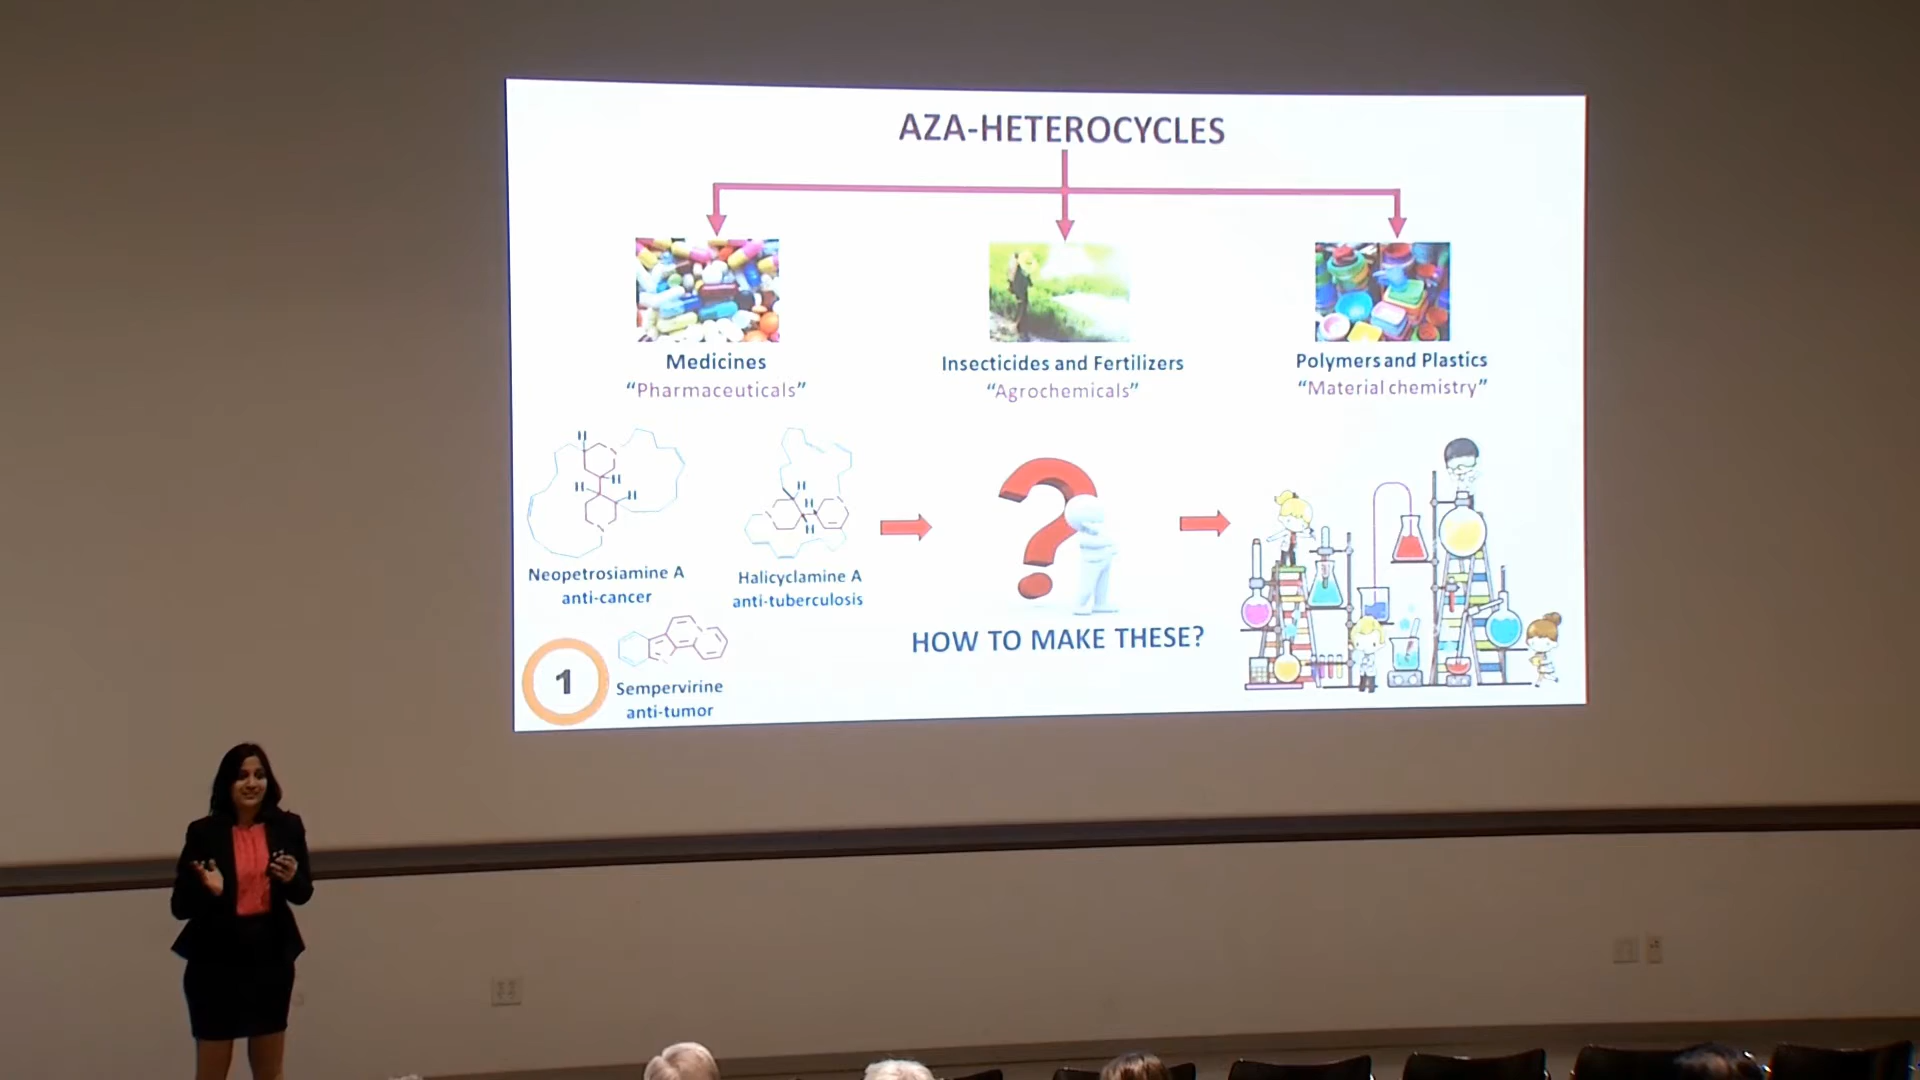 AZA-HETEROCYCLES
Medicines
“Pharmaceuticals”
Insecticides and Fertilizers
“Agrochemicals”
Polymers and Plastics
“Material chemistry”
H
H
H
H
Neopetrosiamine A
anti-cancer
H
H
H
Halicyclamine A
anti-tuberculosis
HOW TO MAKE THESE?
1
Sempervirine
anti-tumor